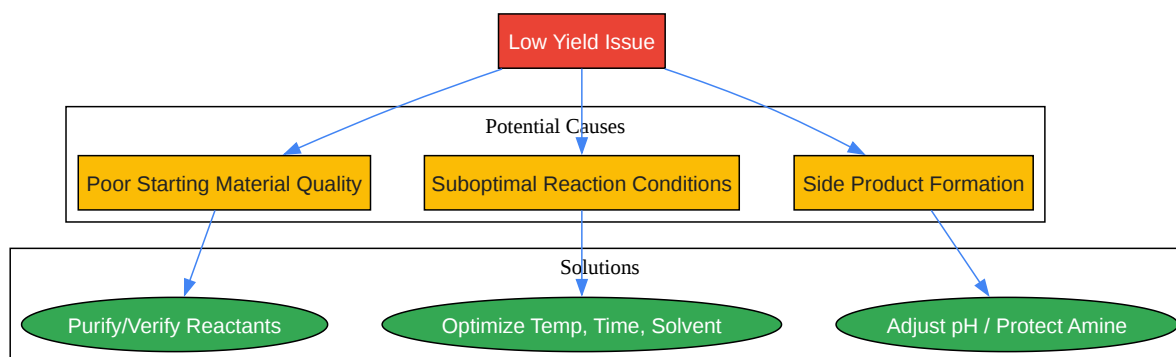 Low Yield Issue
Potential Causes
Poor Starting Material Quality
Suboptimal Reaction Conditions
Side Product Formation
Solutions
Purify/Verify Reactants
Optimize Temp, Time, Solvent
Adjust pH / Protect Amine